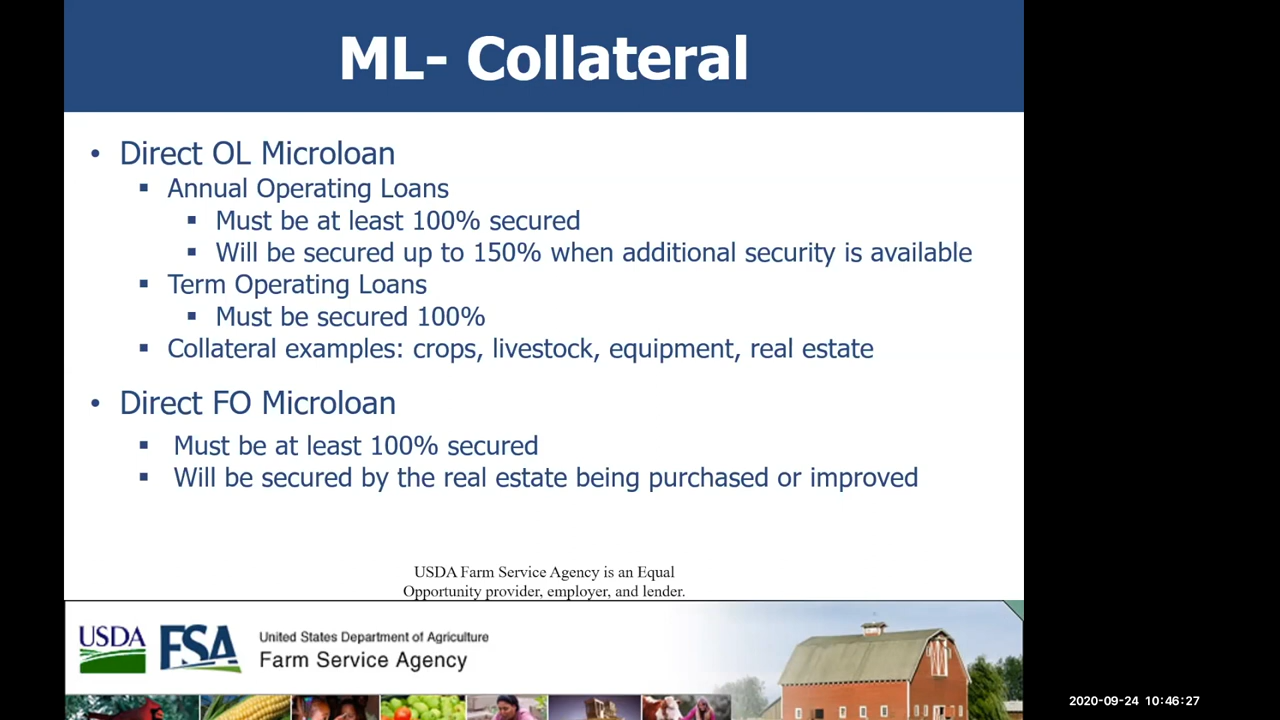 ML- Collateral
• Direct OL Microloan
▪ Annual Operating Loans
▪ Must be at least 100% secured
▪ Will be secured up to 150% when additional security is available
▪ Term Operating Loans
▪ Must be secured 100%
▪ Collateral examples: crops, livestock, equipment, real estate
• Direct FO Microloan
▪ Must be at least 100% secured
▪ Will be secured by the real estate being purchased or improved
USDA Farm Service Agency is an Equal
Opportunity provider, employer, and lender.
USDA FSA
United States Department of Agriculture
Farm Service Agency
2020-09-24 10:46:27